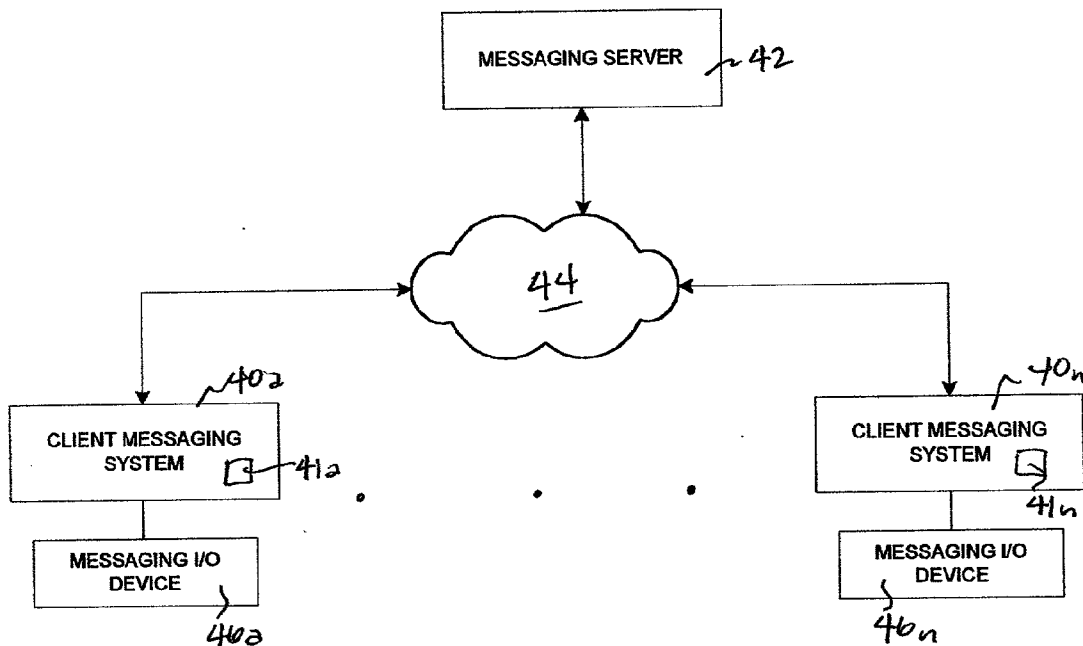 MESSAGING SERVER
42
44
40a
40n
CLIENT MESSAGING
SYSTEM
41a
CLIENT MESSAGING
SYSTEM
41n
MESSAGING I/O
DEVICE
46a
MESSAGING I/O
DEVICE
46n